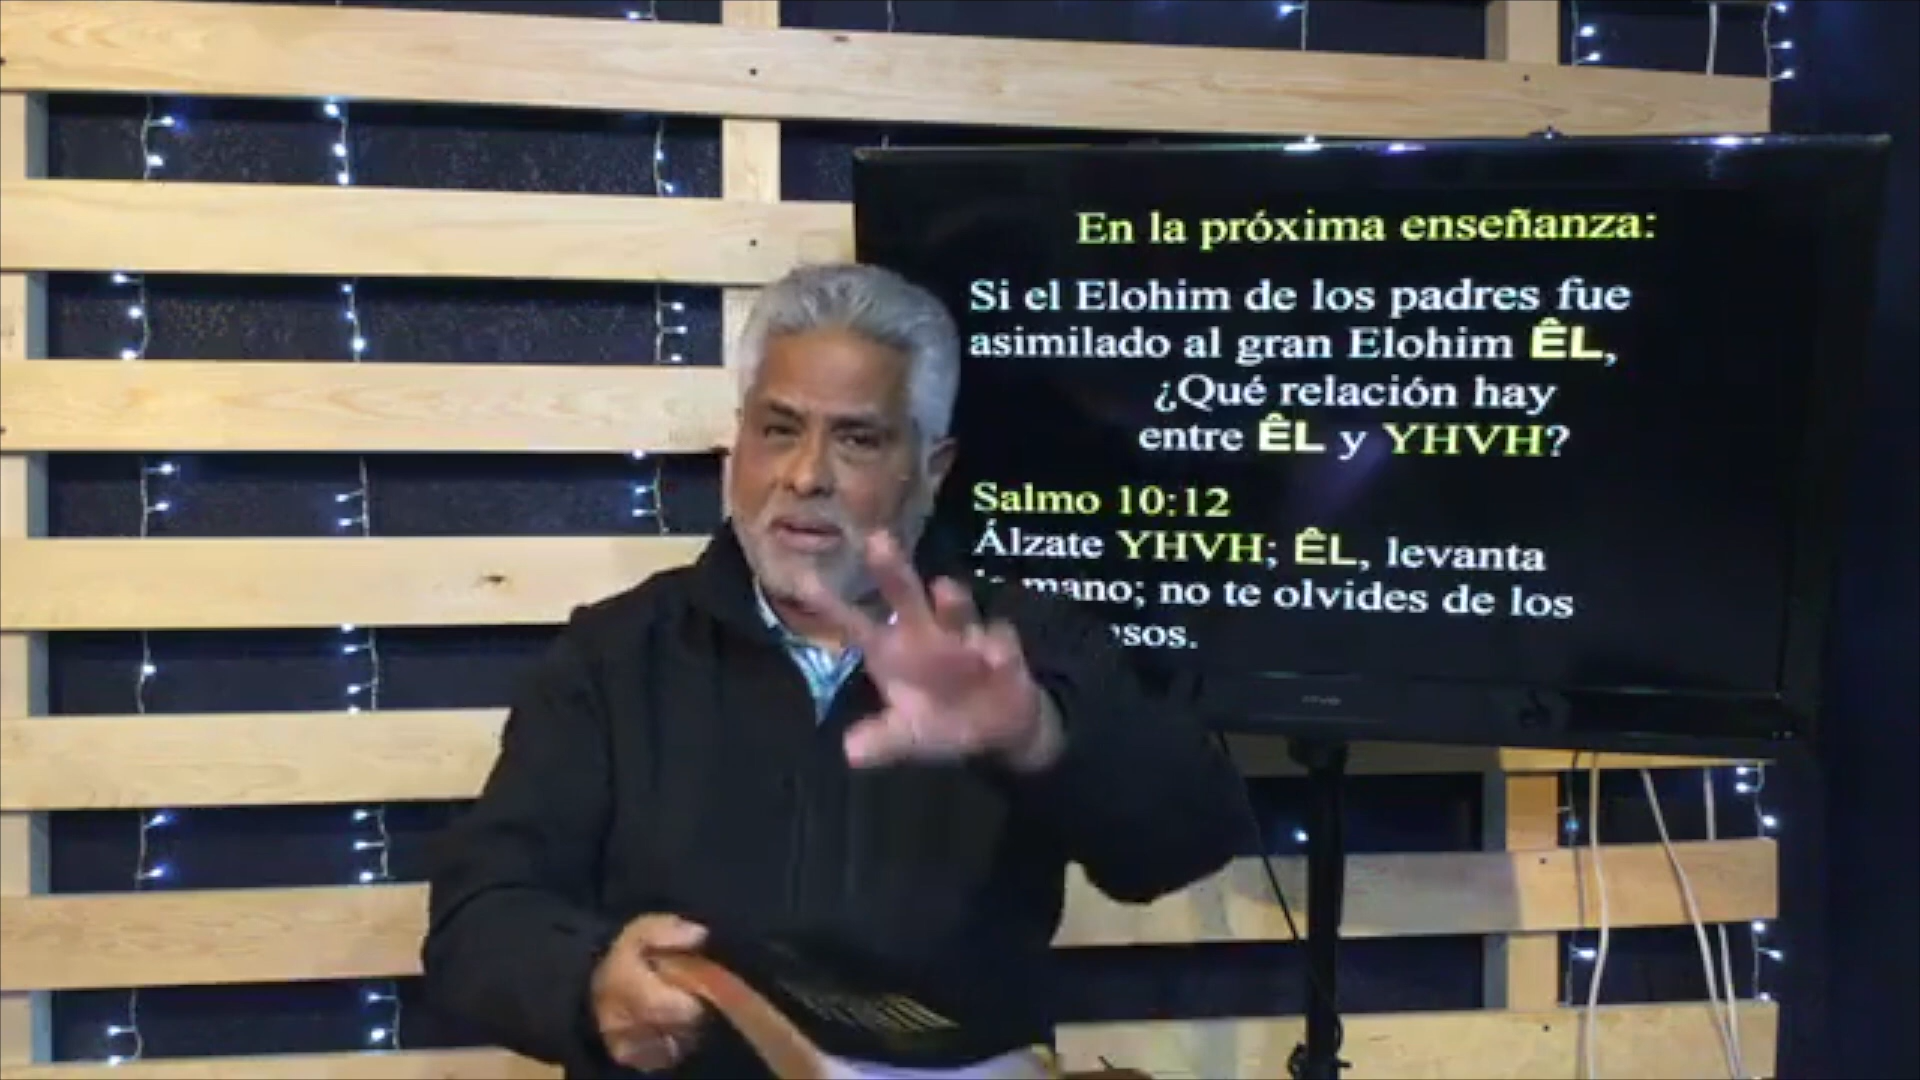 En la próxima enseñanza:
Si el Elohim de los padres fue
asimilado al gran Elohim ÊL,
¿Qué relación hay
entre ÊL y YHVH?
Salmo 10:12
Álzate YHVH; ÊL, levanta
mano; no te olvides de los